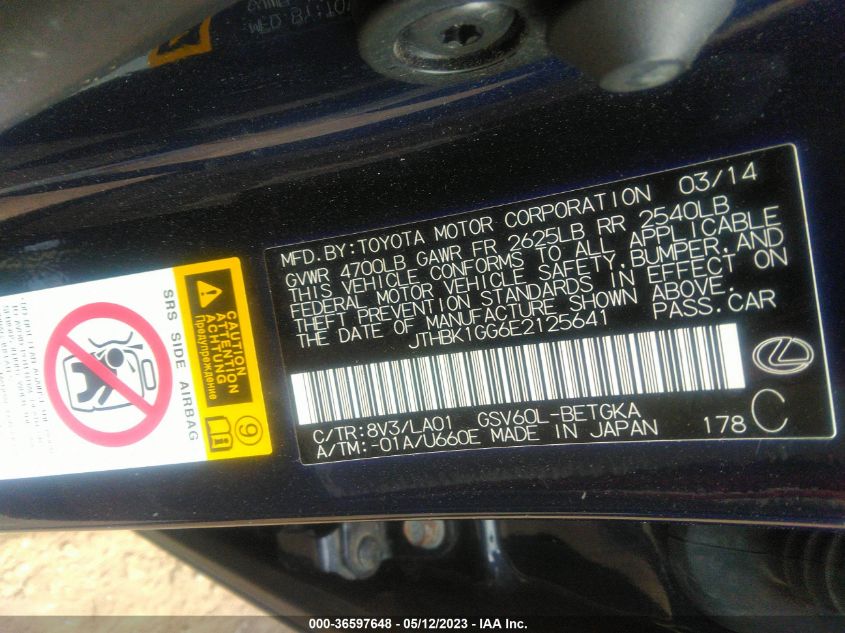 MFD. BY: TOYOTA MOTOR CORPORATION 03/14
GVWR 4700LB GAWR FR 2625LB RR 2540LB
THIS VEHICLE CONFORMS TO ALL APPLICABLE
FEDERAL MOTOR VEHICLE SAFETY, BUMPER, AND
THEFT PREVENTION STANDARDS IN EFFECT ON
THE DATE OF MANUFACTURE SHOWN ABOVE.
JTHBK1GG6E2125641 PASS. CAR
C/TR:8V3/LA01 GSV60L-BETGKA
A/TM:-01A/U660E MADE IN JAPAN 178 C
CAUTION
ATTENTION
ACHTUNG
Предупреждение
SRS SIDE AIRBAG
9
000-36597648 - 05/12/2023 - IAA Inc.